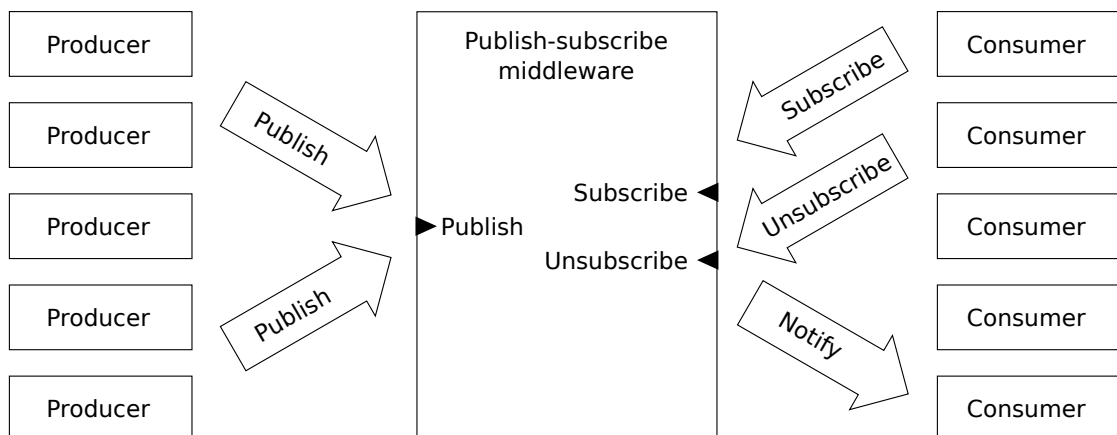 Producer
Producer
Producer
Producer
Producer
Publish
Publish
Publish-subscribe
middleware
Subscribe
Publish
Unsubscribe
Subscribe
Unsubscribe
Notify
Consumer
Consumer
Consumer
Consumer
Consumer